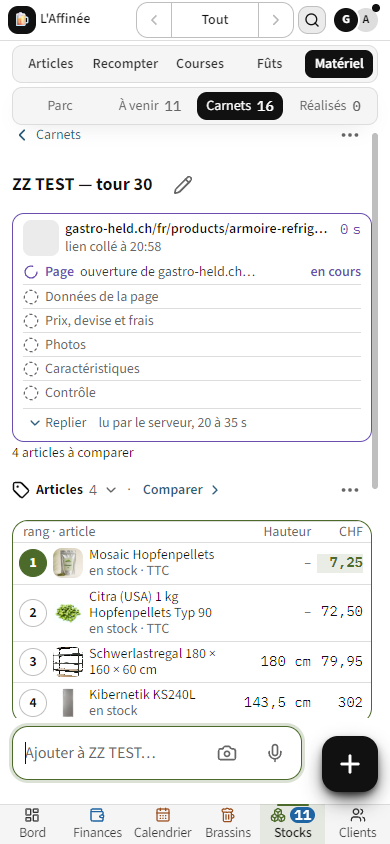 L'Affinée
Tout
G
A
Articles Recompter Courses Fûts Matériel
Parc À venir 11 Carnets 16 Réalisés 0
Carnets
ZZ TEST — tour 30
gastro-held.ch/fr/products/armoire-refrig… 0 s
lien collé à 20:58
Page ouverture de gastro-held.ch… en cours
Données de la page
Prix, devise et frais
Photos
Caractéristiques
Contrôle
Replier lu par le serveur, 20 à 35 s
4 articles à comparer
Articles 4 · Comparer
rang · article Hauteur CHF
1 Mosaic Hopfenpellets – 7,25
en stock · TTC
Citra (USA) 1 kg
2 Hopfenpellets Typ 90 – 72,50
en stock · TTC
3 Schwerlastregal 180 × 180 cm 79,95
160 × 60 cm
4 Kibernetik KS240L 143,5 cm 302
en stock
Ajouter à ZZ TEST…
Bord Finances Calendrier Brassins Stocks 11 Clients